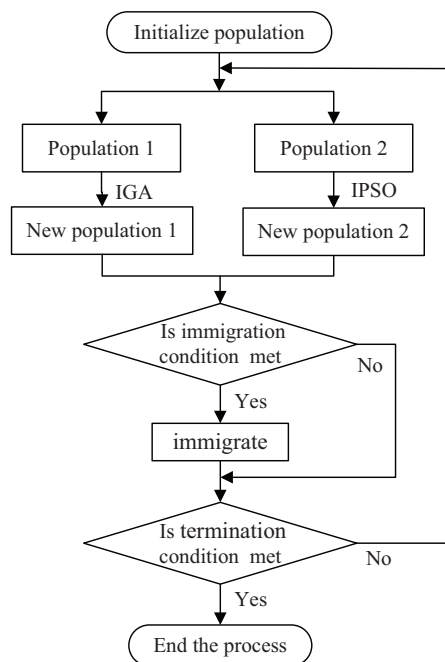 Initialize population
Population 1
Population 2
IGA
IPSO
New population 1
New population 2
Is immigration
condition met
No
Yes
immigrate
Is termination
condition met
No
Yes
End the process